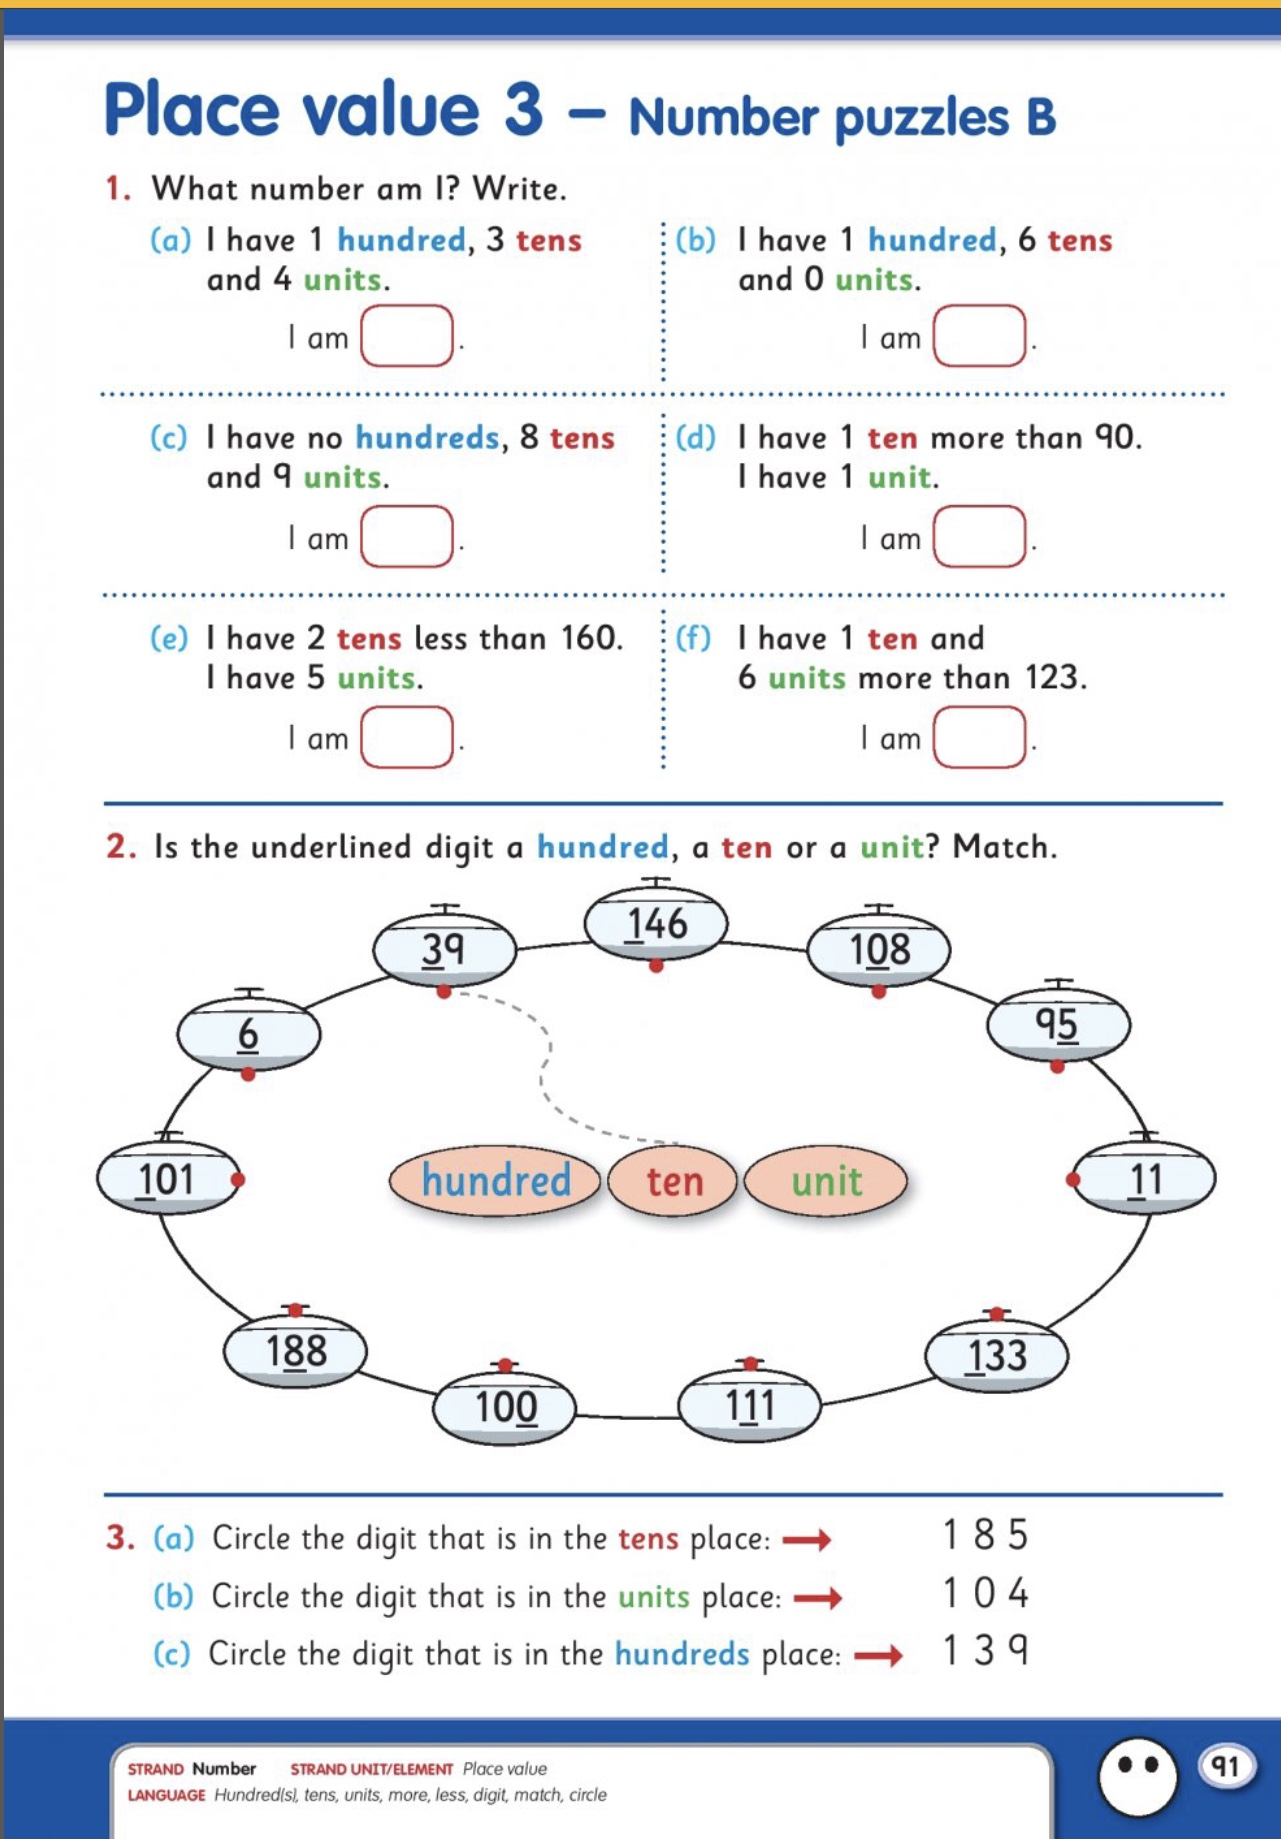 Place value 3 – Number puzzles B
1. What number am I? Write.
(a) I have 1 hundred, 3 tens
and 4 units.
I am .
(b) I have 1 hundred, 6 tens
and 0 units.
I am .
(c) I have no hundreds, 8 tens
and 9 units.
I am .
(d) I have 1 ten more than 90.
I have 1 unit.
I am .
(e) I have 2 tens less than 160.
I have 5 units.
I am .
(f) I have 1 ten and
6 units more than 123.
I am .
2. Is the underlined digit a hundred, a ten or a unit? Match.
146
39
108
6
95
101
hundred ten unit
11
188
133
100
111
3. (a) Circle the digit that is in the tens place: → 1 8 5
(b) Circle the digit that is in the units place: → 1 0 4
(c) Circle the digit that is in the hundreds place: → 1 3 9
STRAND Number STRAND UNIT/ELEMENT Place value
LANGUAGE Hundred(s), tens, units, more, less, digit, match, circle
91